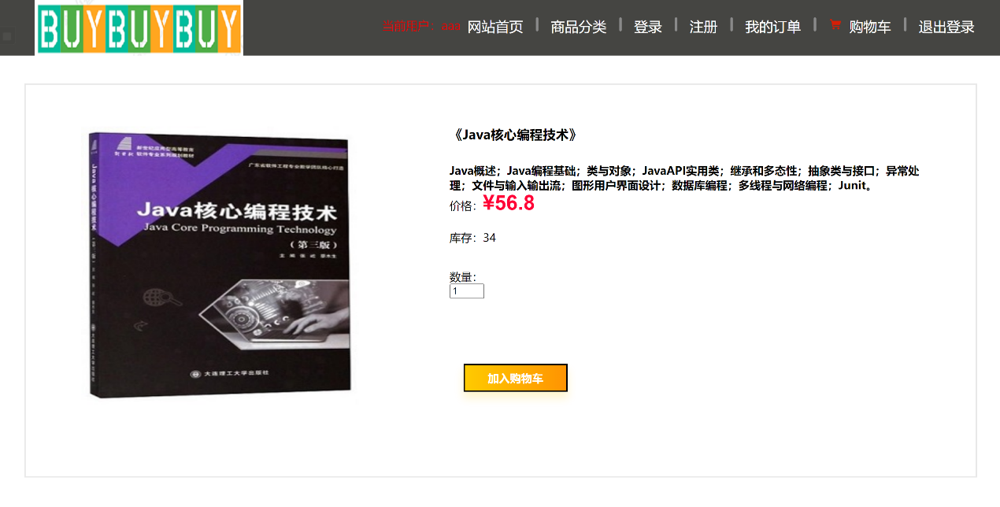 BUYBUYBUY
当前用户：aaa 网站首页 商品分类 登录 注册 我的订单 购物车 退出登录
《Java核心编程技术》
Java概述；Java编程基础；类与对象；JavaAPI实用类；继承和多态性；抽象类与接口；异常处
理；文件与输入输出流；图形用户界面设计；数据库编程；多线程与网络编程；Junit。
价格：¥56.8
库存：34
数量：
1
加入购物车
新世纪应用型高等教育
软件专业系列规划教材
广东省软件工程专业教学团队核心打造
Java核心编程技术
Java Core Programming Technology
（第三版）
大连理工大学出版社
Java核心编程技术